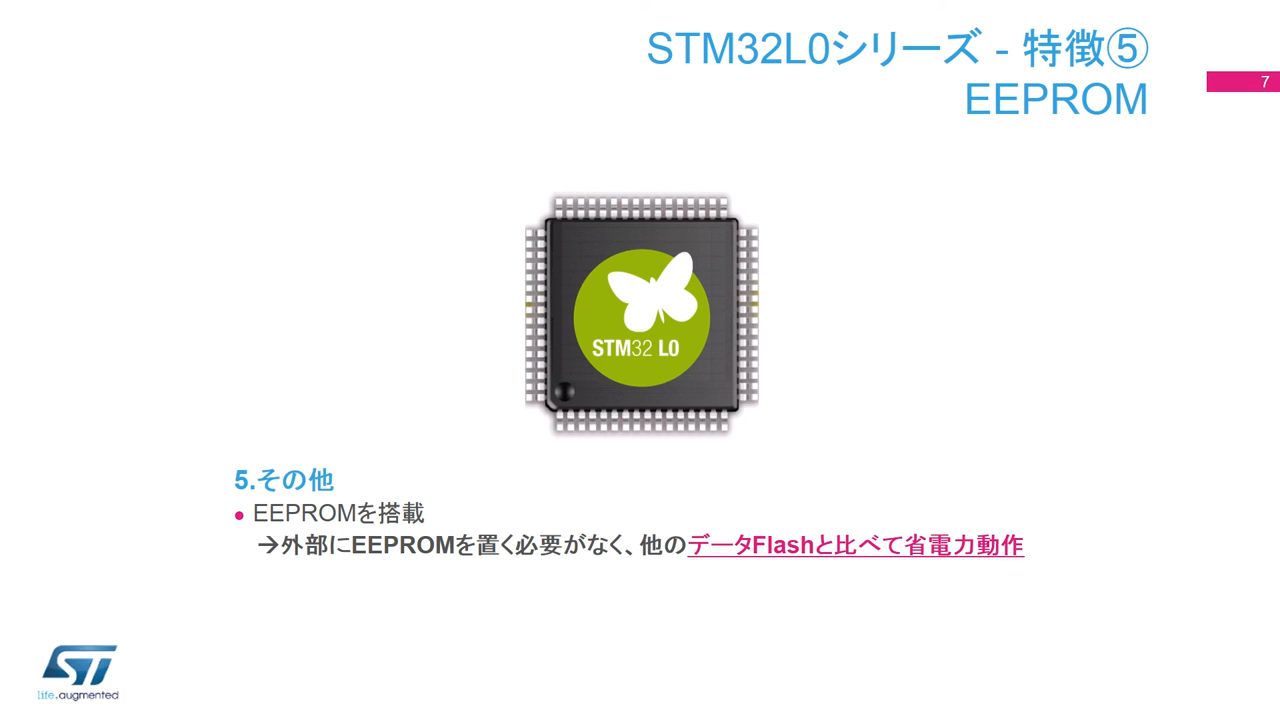 STM32L0シリーズ - 特徴⑤
EEPROM
7
STM32 L0
5.その他
• EEPROMを搭載
→外部にEEPROMを置く必要がなく、他のデータFlashと比べて省電力動作
ST
life.augmented